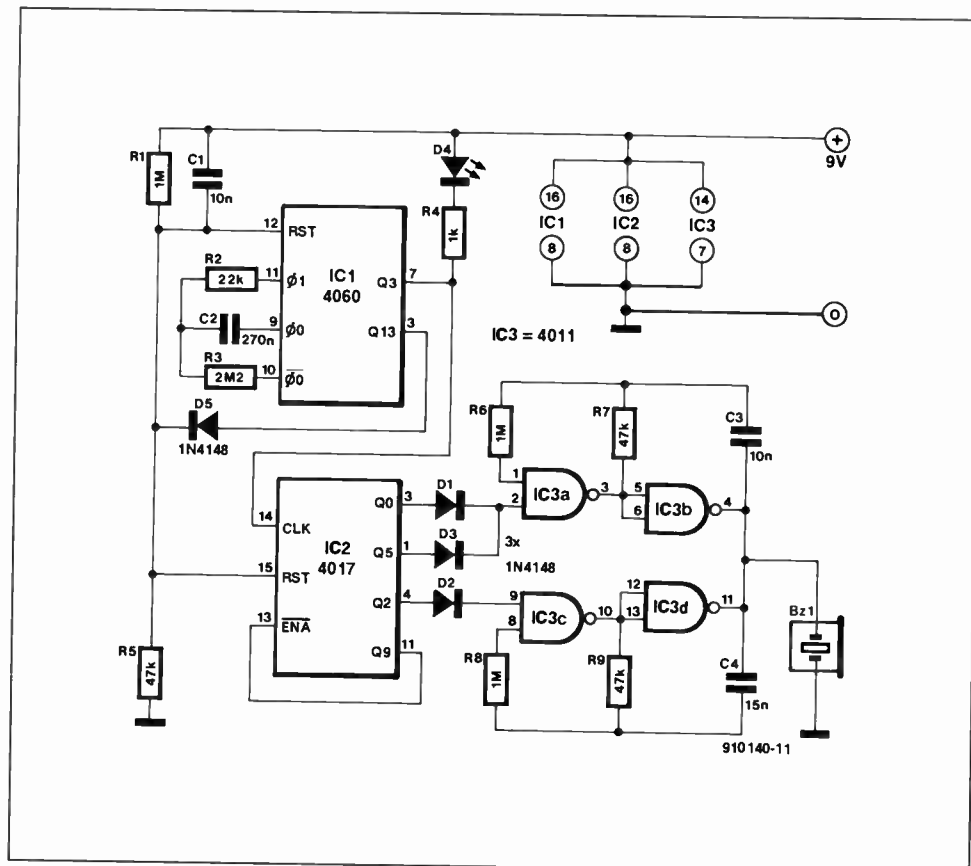 +
9V
R1
1M
C1
10n
D4
R4
1k
16
16
14
IC1
IC2
IC3
8
8
7
0
12
RST
R2
22k
11
ϕ1
IC1
4060
Q3
7
C2
270n
9
ϕ0
Q13
3
R3
2M2
10
ϕ0
IC3 = 4011
D5
1N4148
R6
1M
R7
47k
C3
10n
1
2
IC3a
3
5
6
IC3b
4
14
CLK
IC2
4017
Q0
3
D1
Q5
1
D3
3x
1N4148
15
RST
Q2
4
D2
9
8
IC3c
10
12
13
IC3d
11
Bz1
13
ENA
Q9
11
R5
47k
R8
1M
R9
47k
C4
15n
910140-11